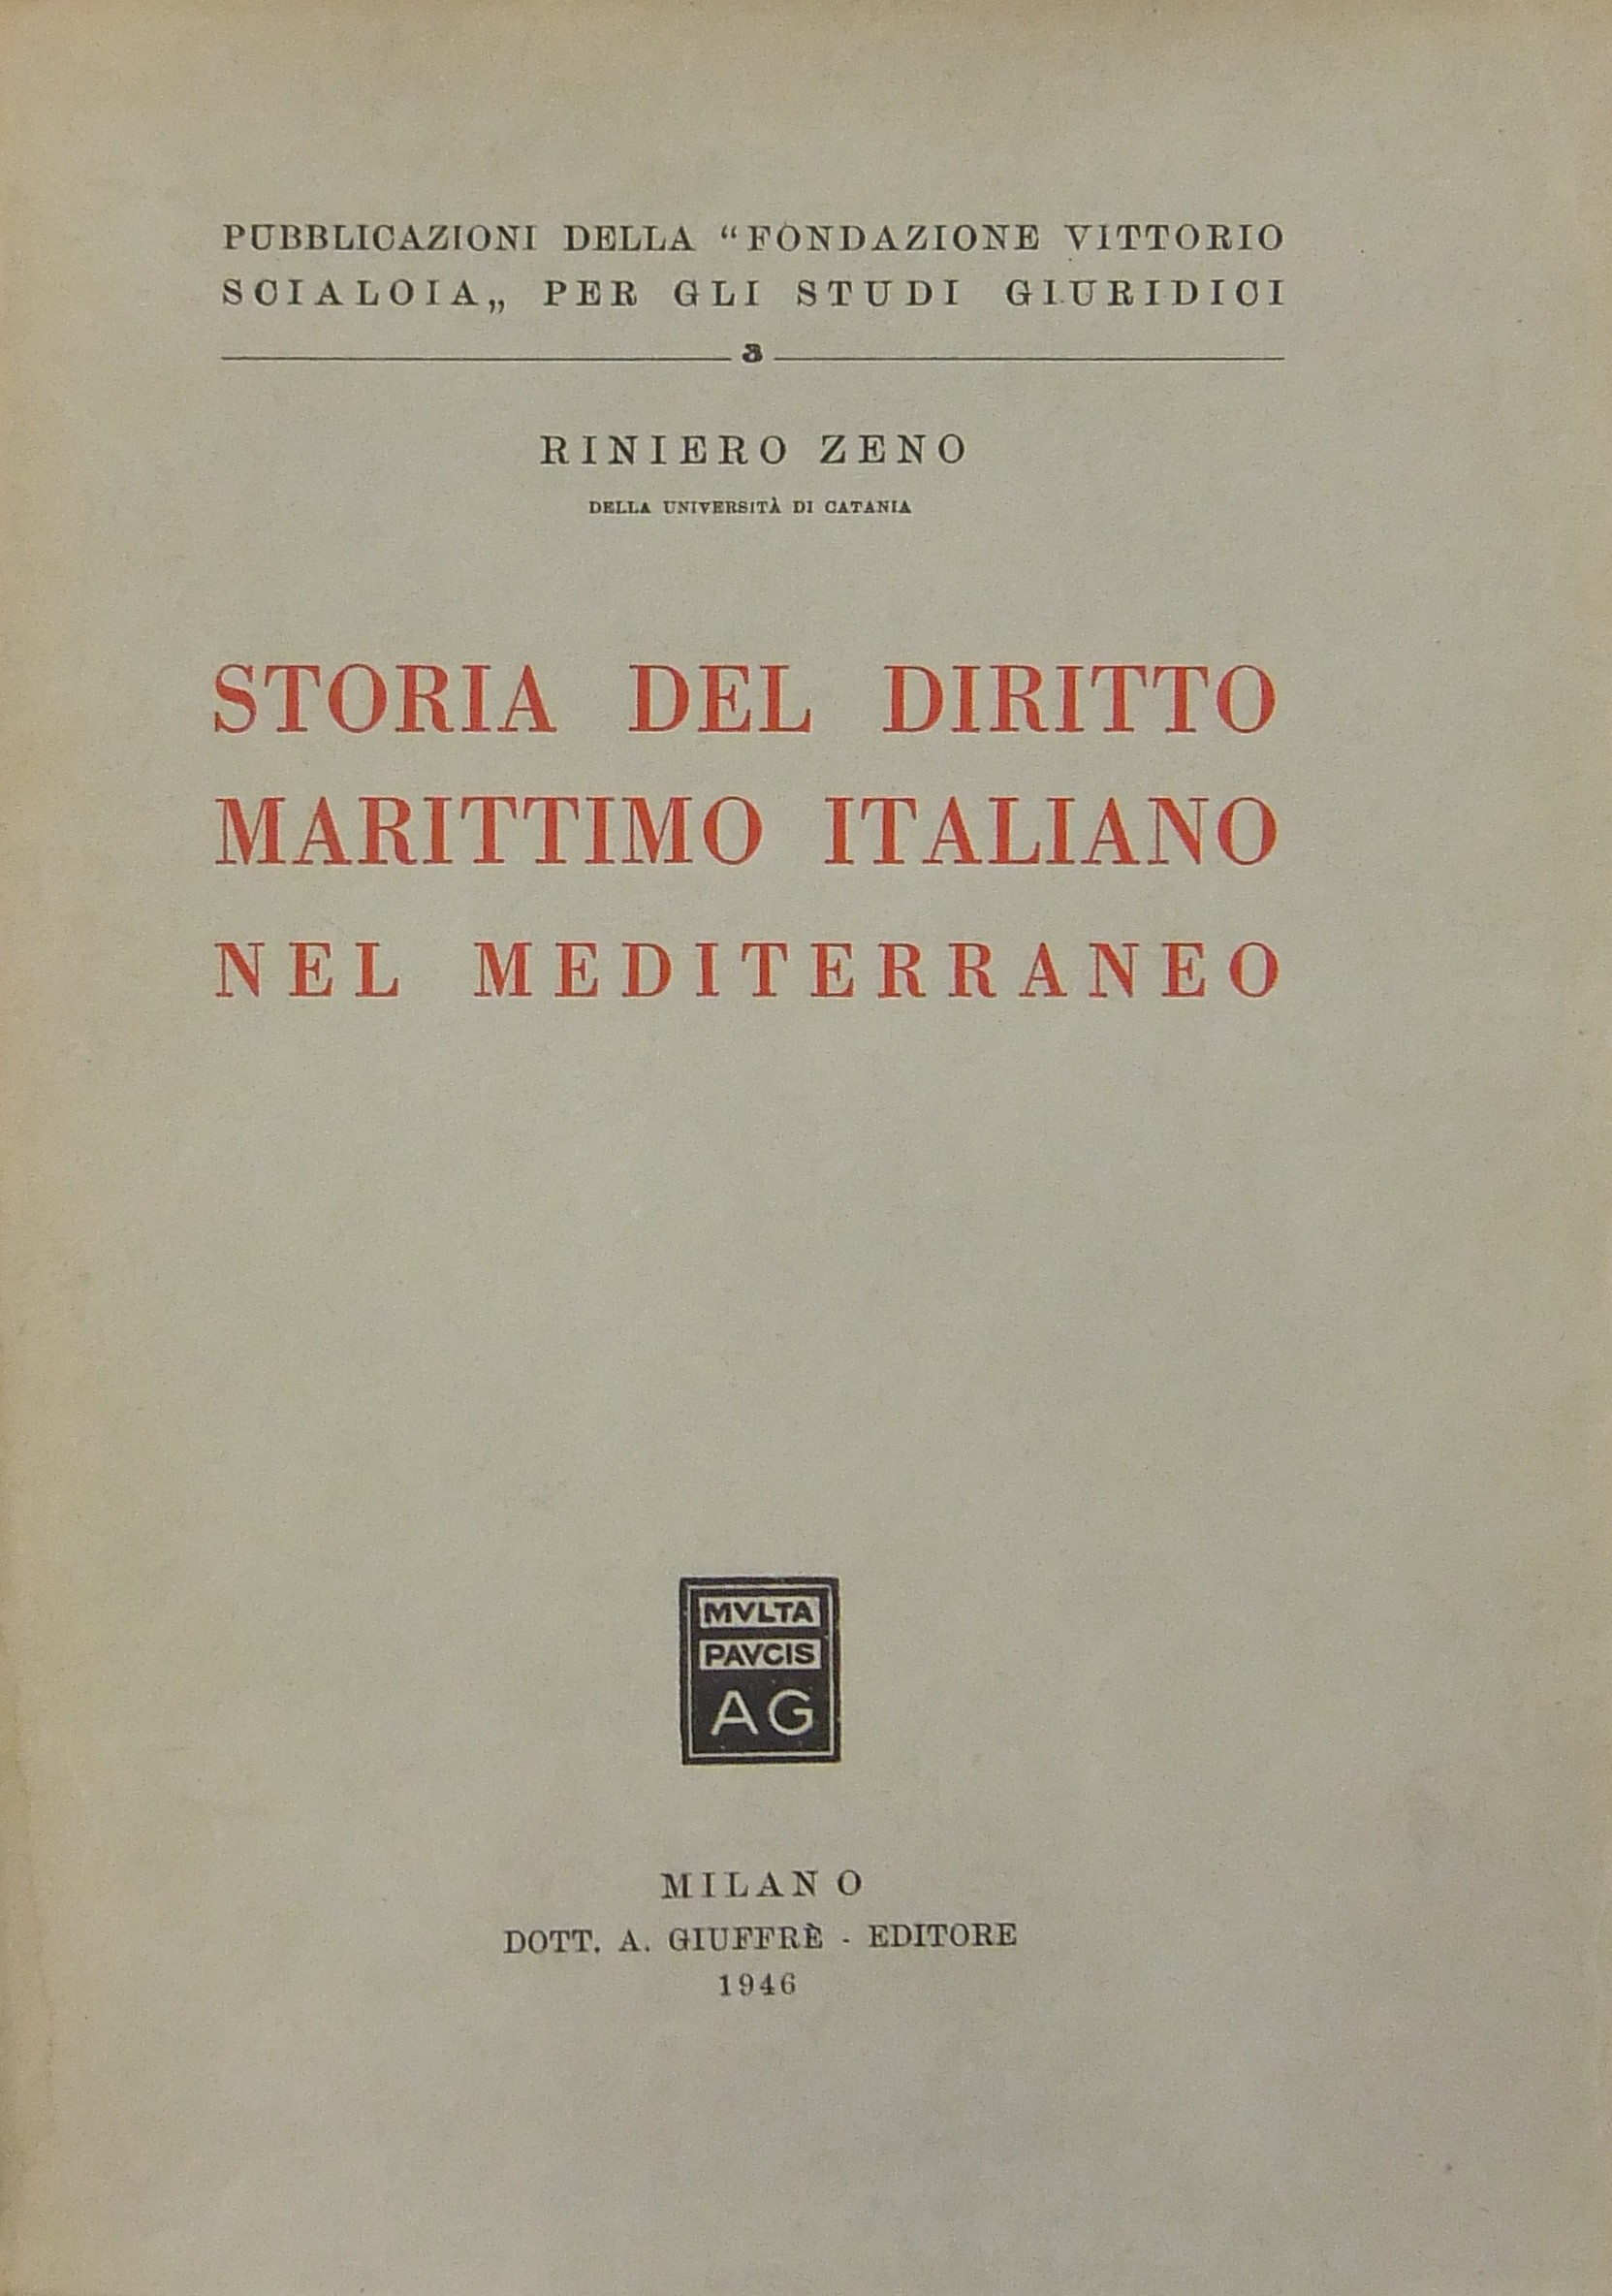 PUBBLICAZIONI DELLA “FONDAZIONE VITTORIO
SCIALOIA„ PER GLI STUDI GIURIDICI
3
RINIERO ZENO
DELLA UNIVERSITÀ DI CATANIA
STORIA DEL DIRITTO
MARITTIMO ITALIANO
NEL MEDITERRANEO
MVLTA
PAVCIS
AG
MILANO
DOTT. A. GIUFFRÈ - EDITORE
1946